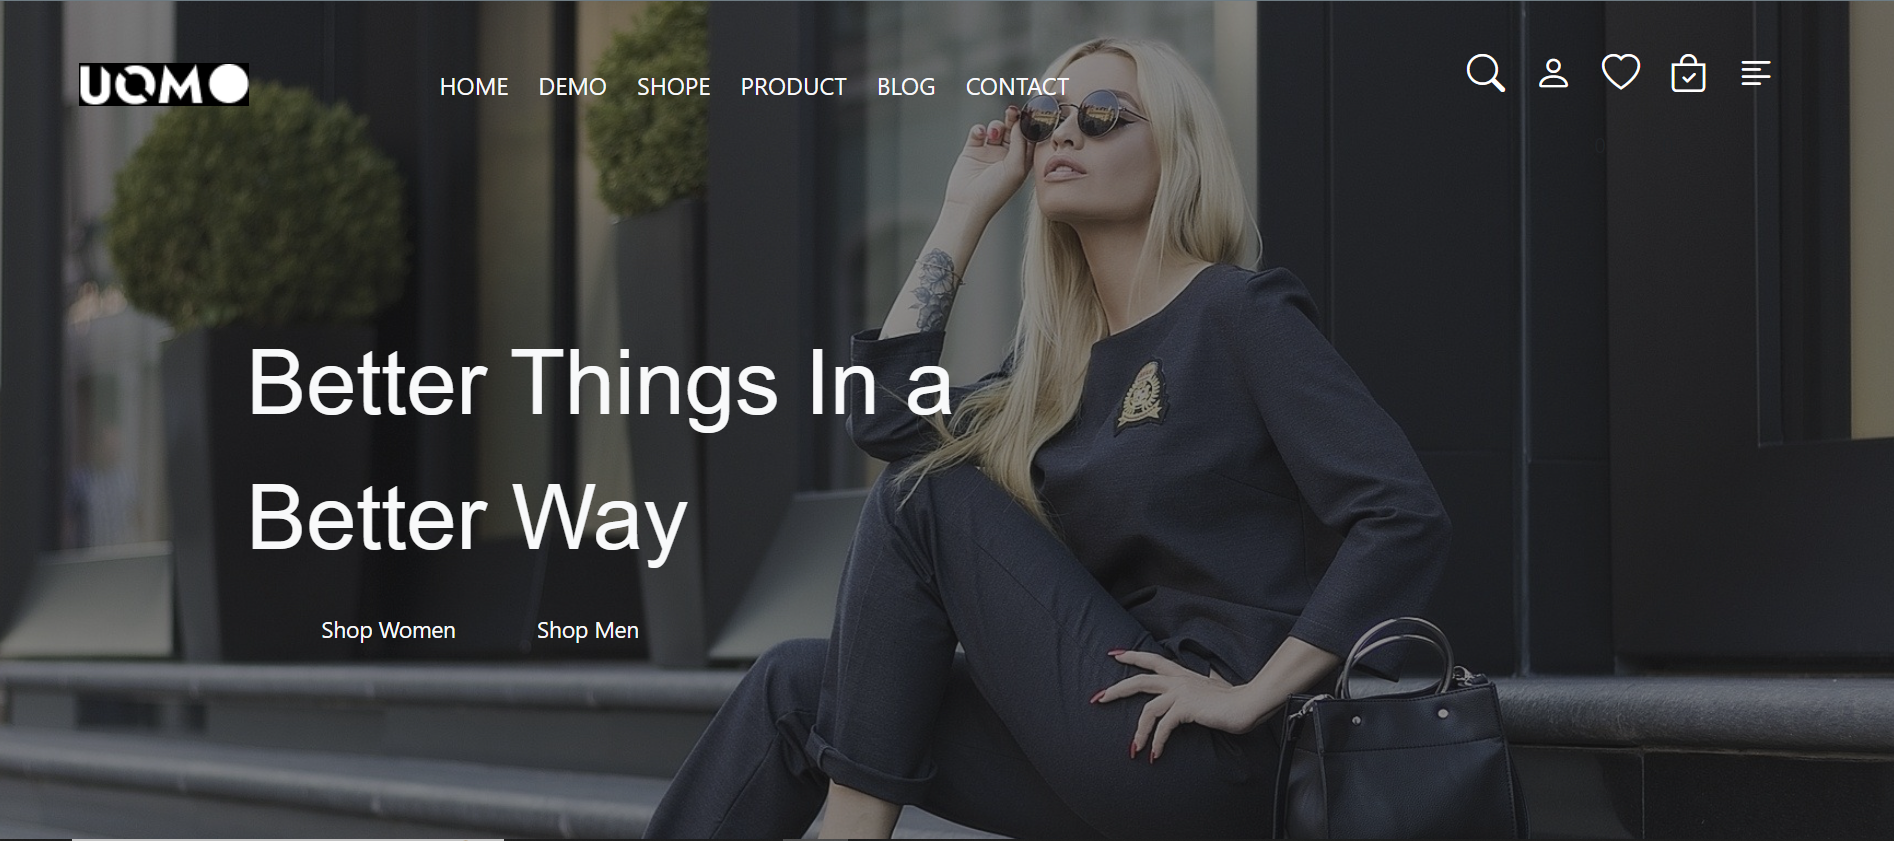 UOMO
HOME DEMO SHOPE PRODUCT BLOG CONTACT
Better Things In a
Better Way
Shop Women Shop Men